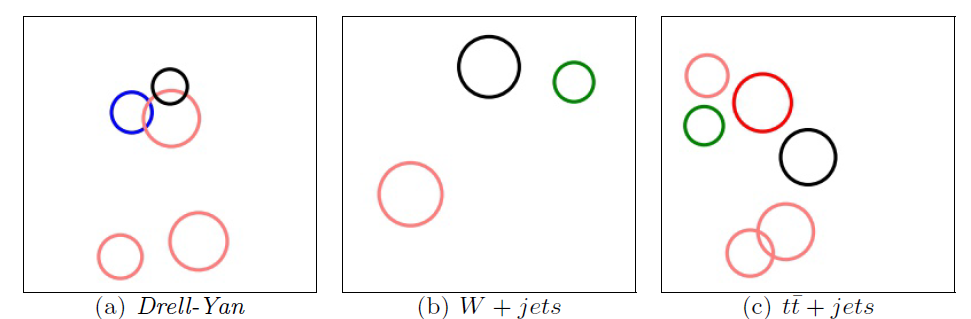 (a) Drell-Yan
(b) W + jets
(c) tt̄ + jets